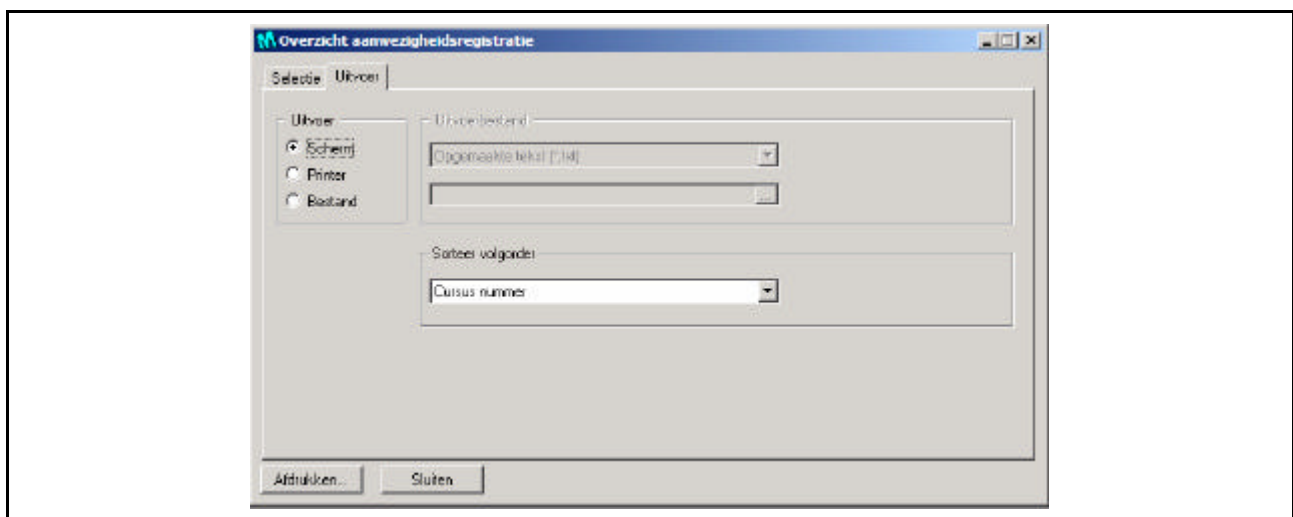 Overzicht aanwezigheidsregistratie
Selectie Uitvoer
Uitvoer
Uitvoerbestand
Scherm
Opgemaakte tekst (*.txt)
Printer
Bestand
...
Sorteer volgorder
Cursus nummer
Afdrukken...
Sluiten